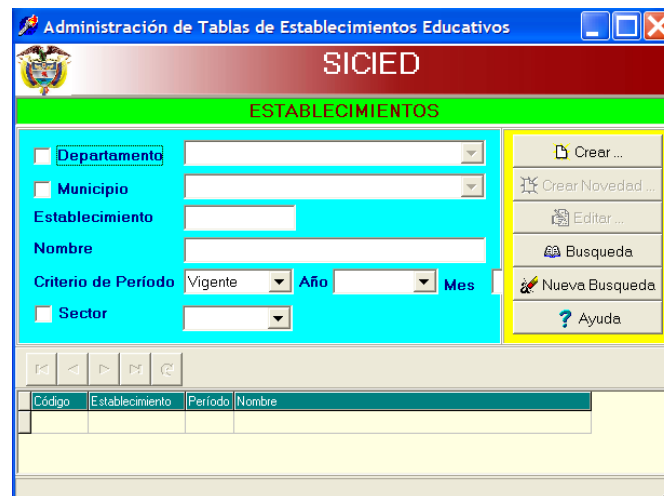 Administración de Tablas de Establecimientos Educativos
SICIED
ESTABLECIMIENTOS
Departamento
Municipio
Establecimiento
Nombre
Criterio de Período Vigente Año Mes
Sector
Crear ...
Crear Novedad ...
Editar ...
Busqueda
Nueva Busqueda
? Ayuda
Código Establecimiento Período Nombre